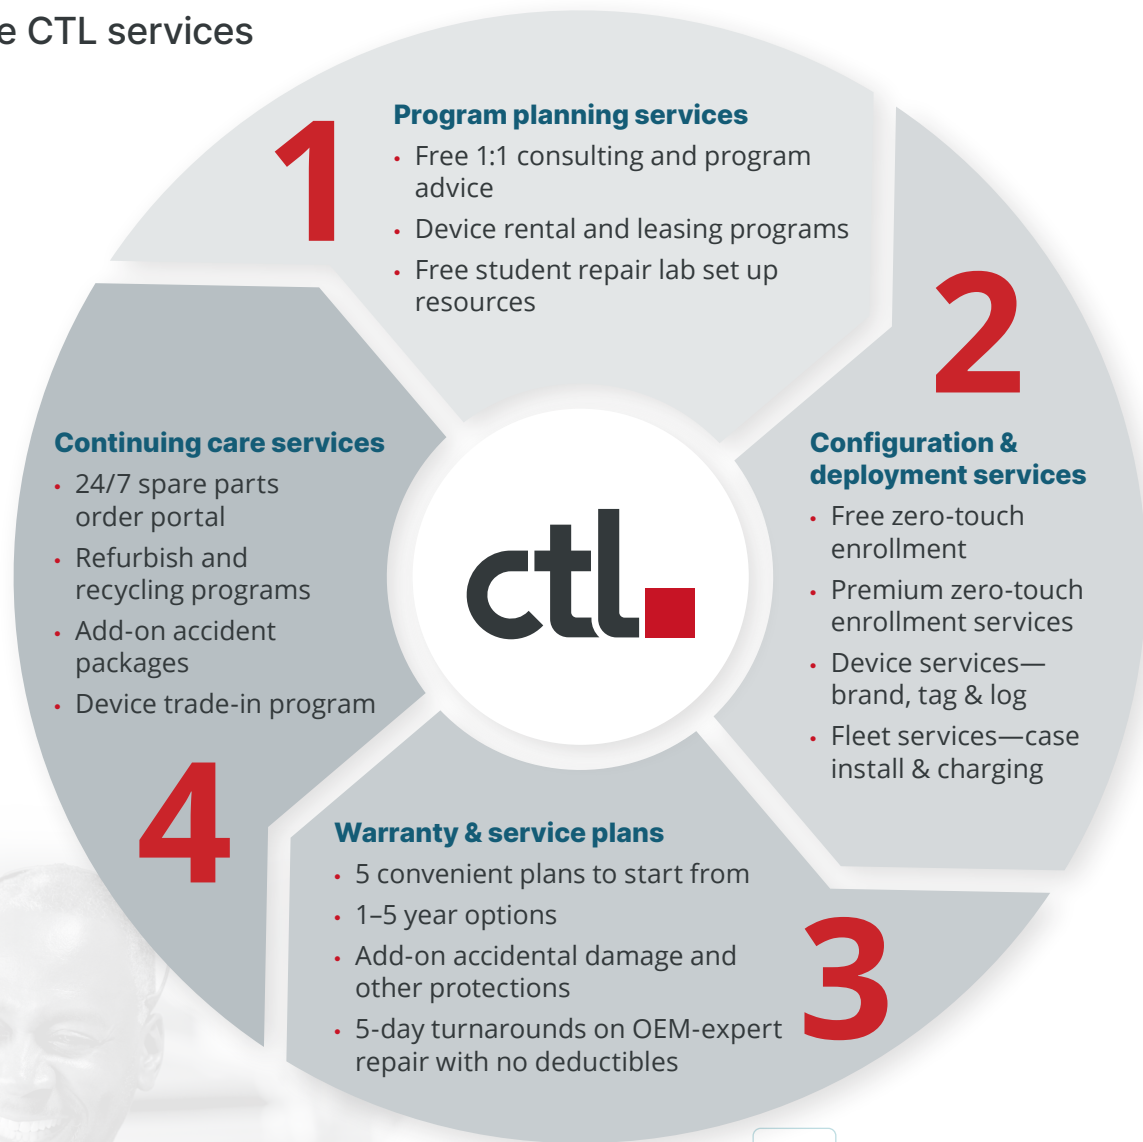 e CTL services
1
Program planning services
• Free 1:1 consulting and program
advice
• Device rental and leasing programs
• Free student repair lab set up
resources
2
Configuration &
deployment services
• Free zero-touch
enrollment
• Premium zero-touch
enrollment services
• Device services—
brand, tag & log
• Fleet services—case
install & charging
3
Warranty & service plans
• 5 convenient plans to start from
• 1–5 year options
• Add-on accidental damage and
other protections
• 5-day turnarounds on OEM-expert
repair with no deductibles
4
Continuing care services
• 24/7 spare parts
order portal
• Refurbish and
recycling programs
• Add-on accident
packages
• Device trade-in program
ctl